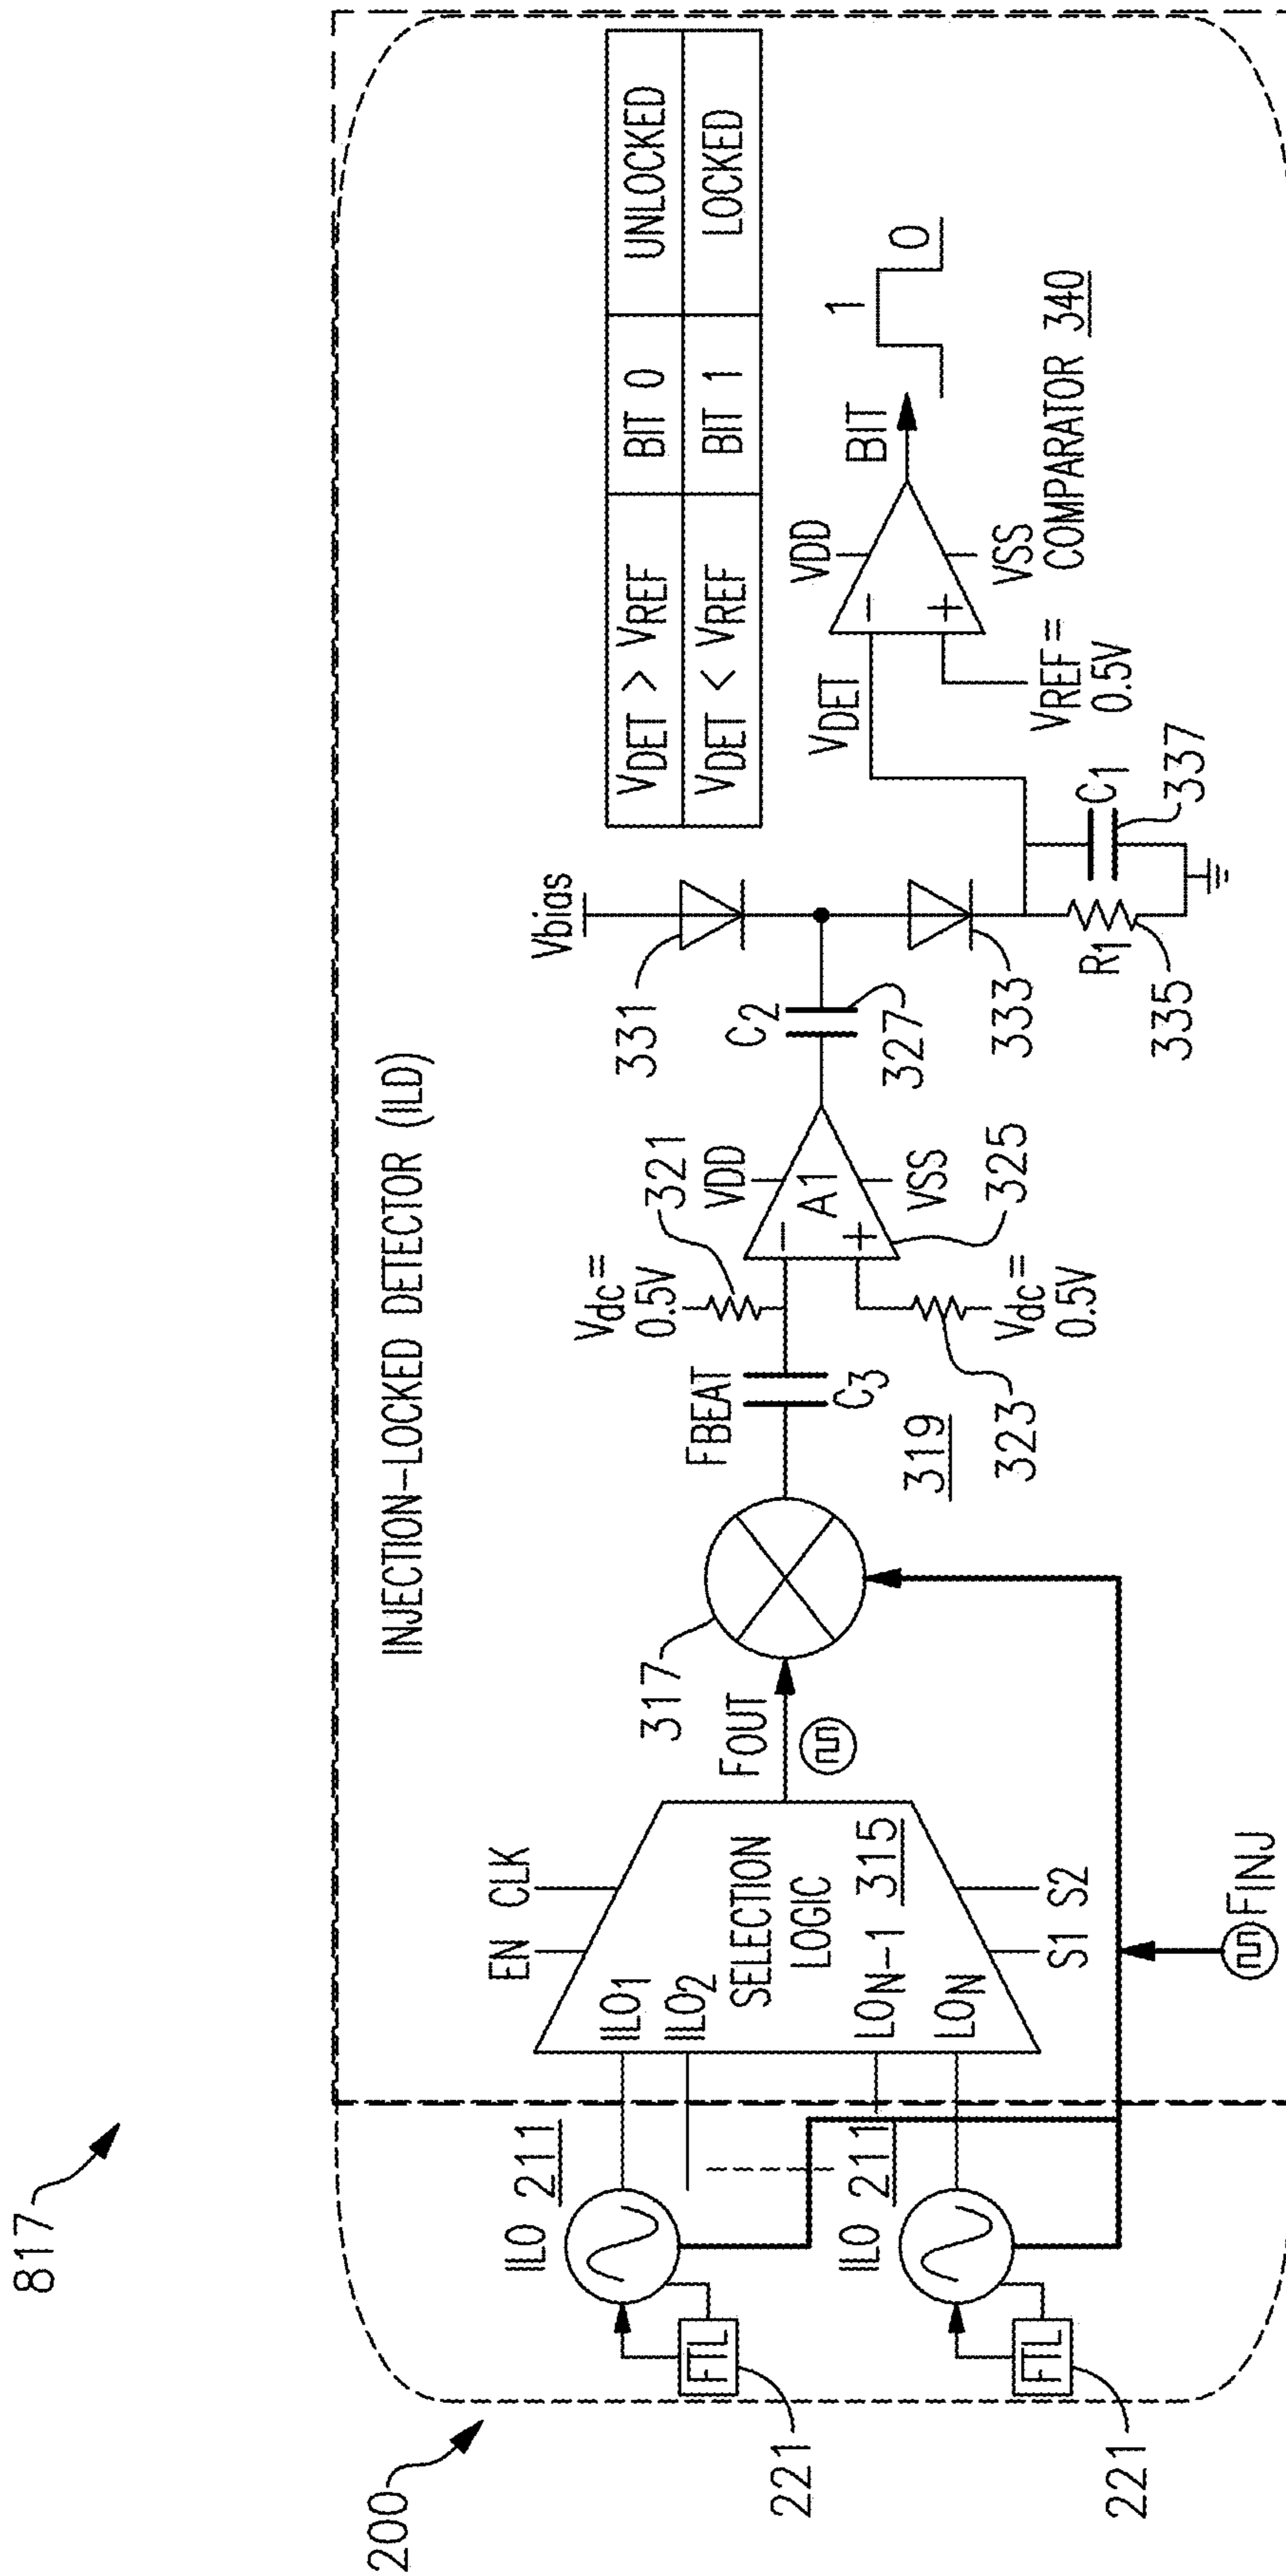 817
200
INJECTION-LOCKED DETECTOR (ILD)
VDET > VREF BIT 0 UNLOCKED
VDET < VREF BIT 1 LOCKED
ILO 211
FTL
221
ILO 211
FTL
221
EN CLK
ILO1
ILO2
SELECTION
LOGIC
LON-1 315
LON
S1 S2
FINJ
FOUT
317
FBEAT
C3
319
Vdc=
0.5V
321
VDD
A1
−
+
VSS
325
Vdc=
0.5V
323
C2
327
Vbias
331
333
R1
335
C1
337
VDET
VREF=
0.5V
VDD
−
+
VSS
BIT
1
0
COMPARATOR 340